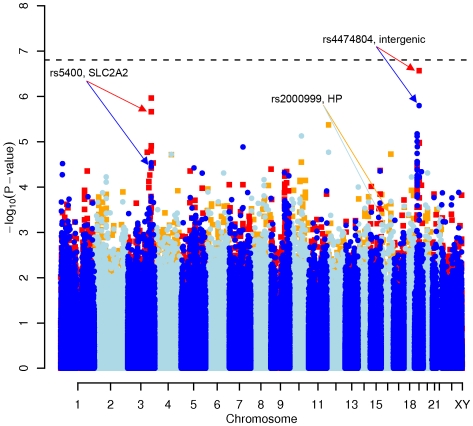 8
7
6
5
4
3
2
1
0
−log10(P−value)
rs4474804, intergenic
rs5400, SLC2A2
rs2000999, HP
1 2 3 4 5 6 7 8 9 11 13 15 18 21 XY
Chromosome